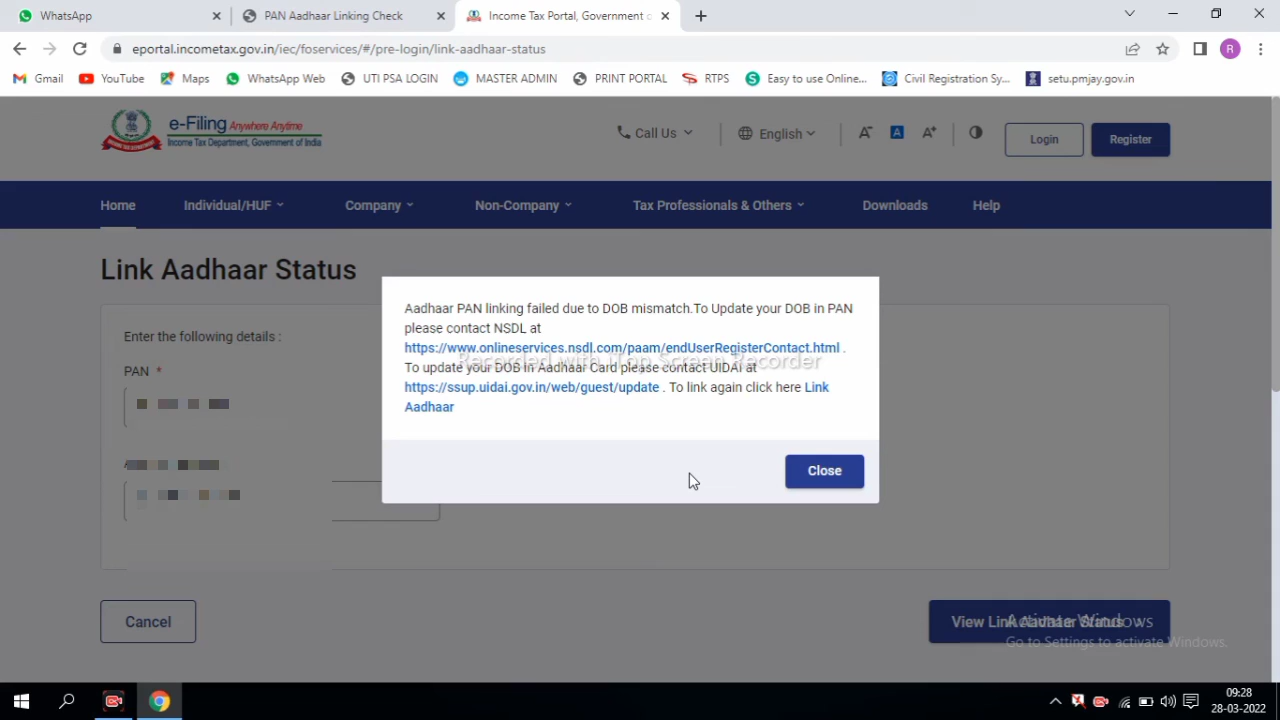 WhatsApp
PAN Aadhaar Linking Check
Income Tax Portal, Government o
eportal.incometax.gov.in/iec/foservices/#/pre-login/link-aadhaar-status
R
Gmail
YouTube
Maps
WhatsApp Web
UTI PSA LOGIN
MASTER ADMIN
PRINT PORTAL
RTPS
Easy to use Online...
Civil Registration Sy...
setu.pmjay.gov.in
e-Filing Anywhere Anytime
Income Tax Department, Government of India
Call Us
English
A-
A
A+
Login
Register
Home
Individual/HUF
Company
Non-Company
Tax Professionals & Others
Downloads
Help
Link Aadhaar Status
Enter the following details :
PAN *
Aadhaar PAN linking failed due to DOB mismatch.To Update your DOB in PAN
please contact NSDL at
https://www.onlineservices.nsdl.com/paam/endUserRegisterContact.html .
Recorded with iTop Screen Recorder
To update your DOB in Aadhaar Card please contact UIDAI at
https://ssup.uidai.gov.in/web/guest/update . To link again click here Link
Aadhaar
Close
Cancel
View Link Aadhaar Status
Activate Windows
Go to Settings to activate Windows.
09:28
28-03-2022